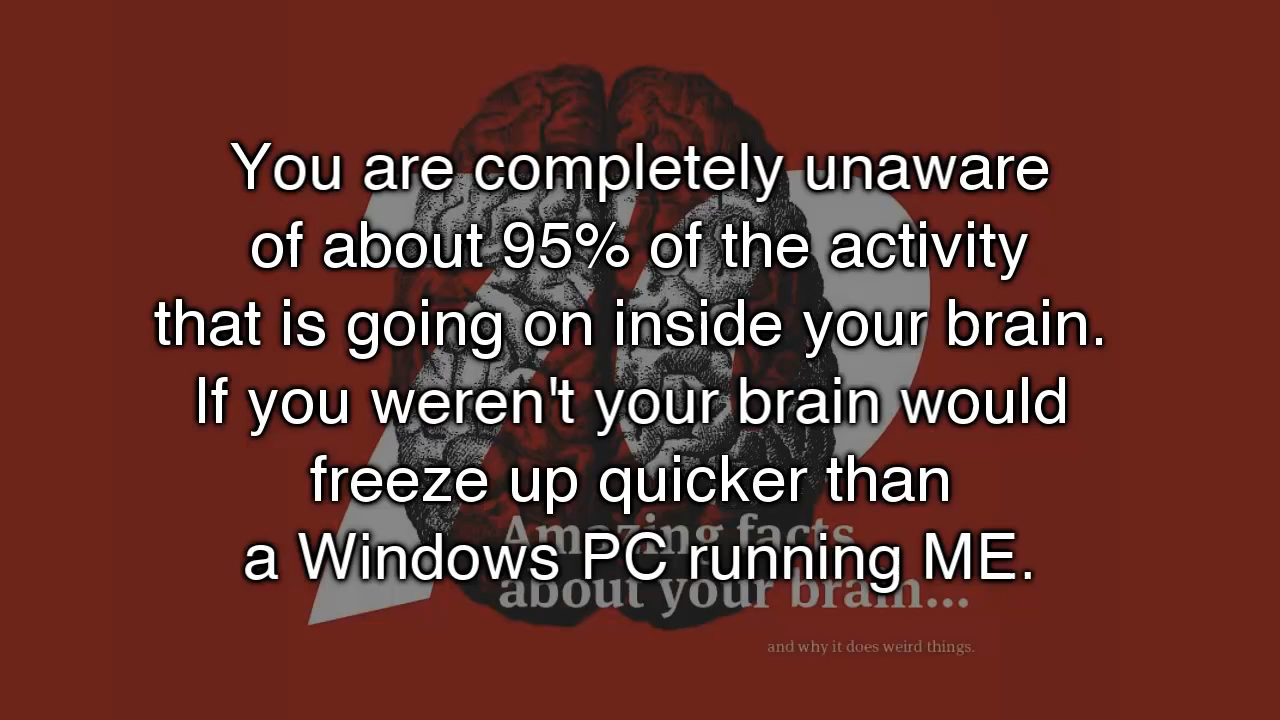 You are completely unaware
of about 95% of the activity
that is going on inside your brain.
If you weren't your brain would
freeze up quicker than
a Windows PC running ME.
Amazing facts
about your brain...
and why it does weird things.